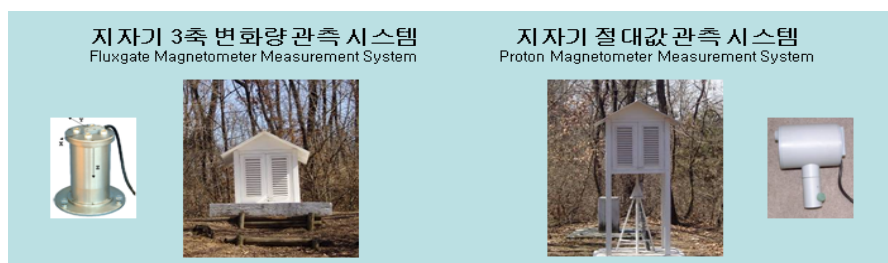 지자기 3축 변화량 관측 시스템
Fluxgate Magnetometer Measurement System
지자기 절대값 관측 시스템
Proton Magnetometer Measurement System